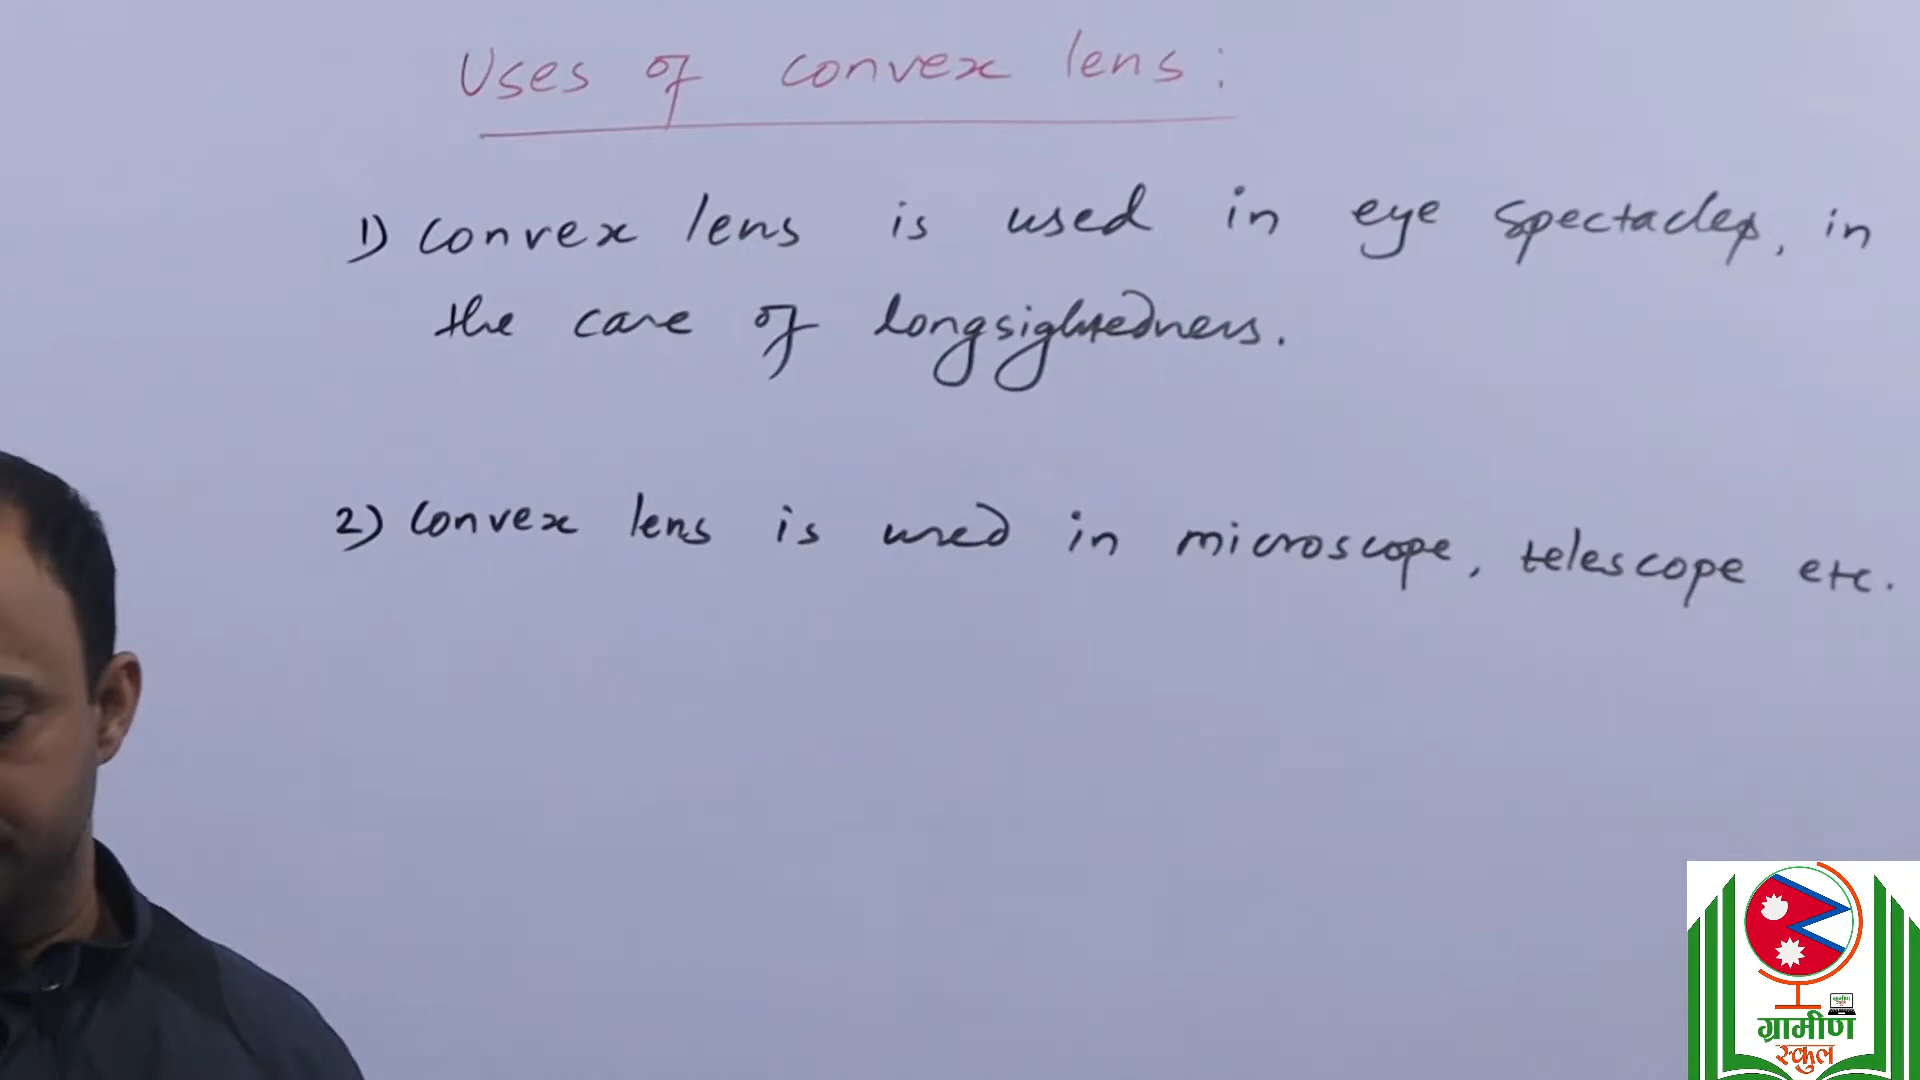 Uses of convex lens :
1) Convex lens is used in eye spectacles, in
the case of longsightedness.
2) Convex lens is used in microscope, telescope etc.
ग्रामीण
स्कुल